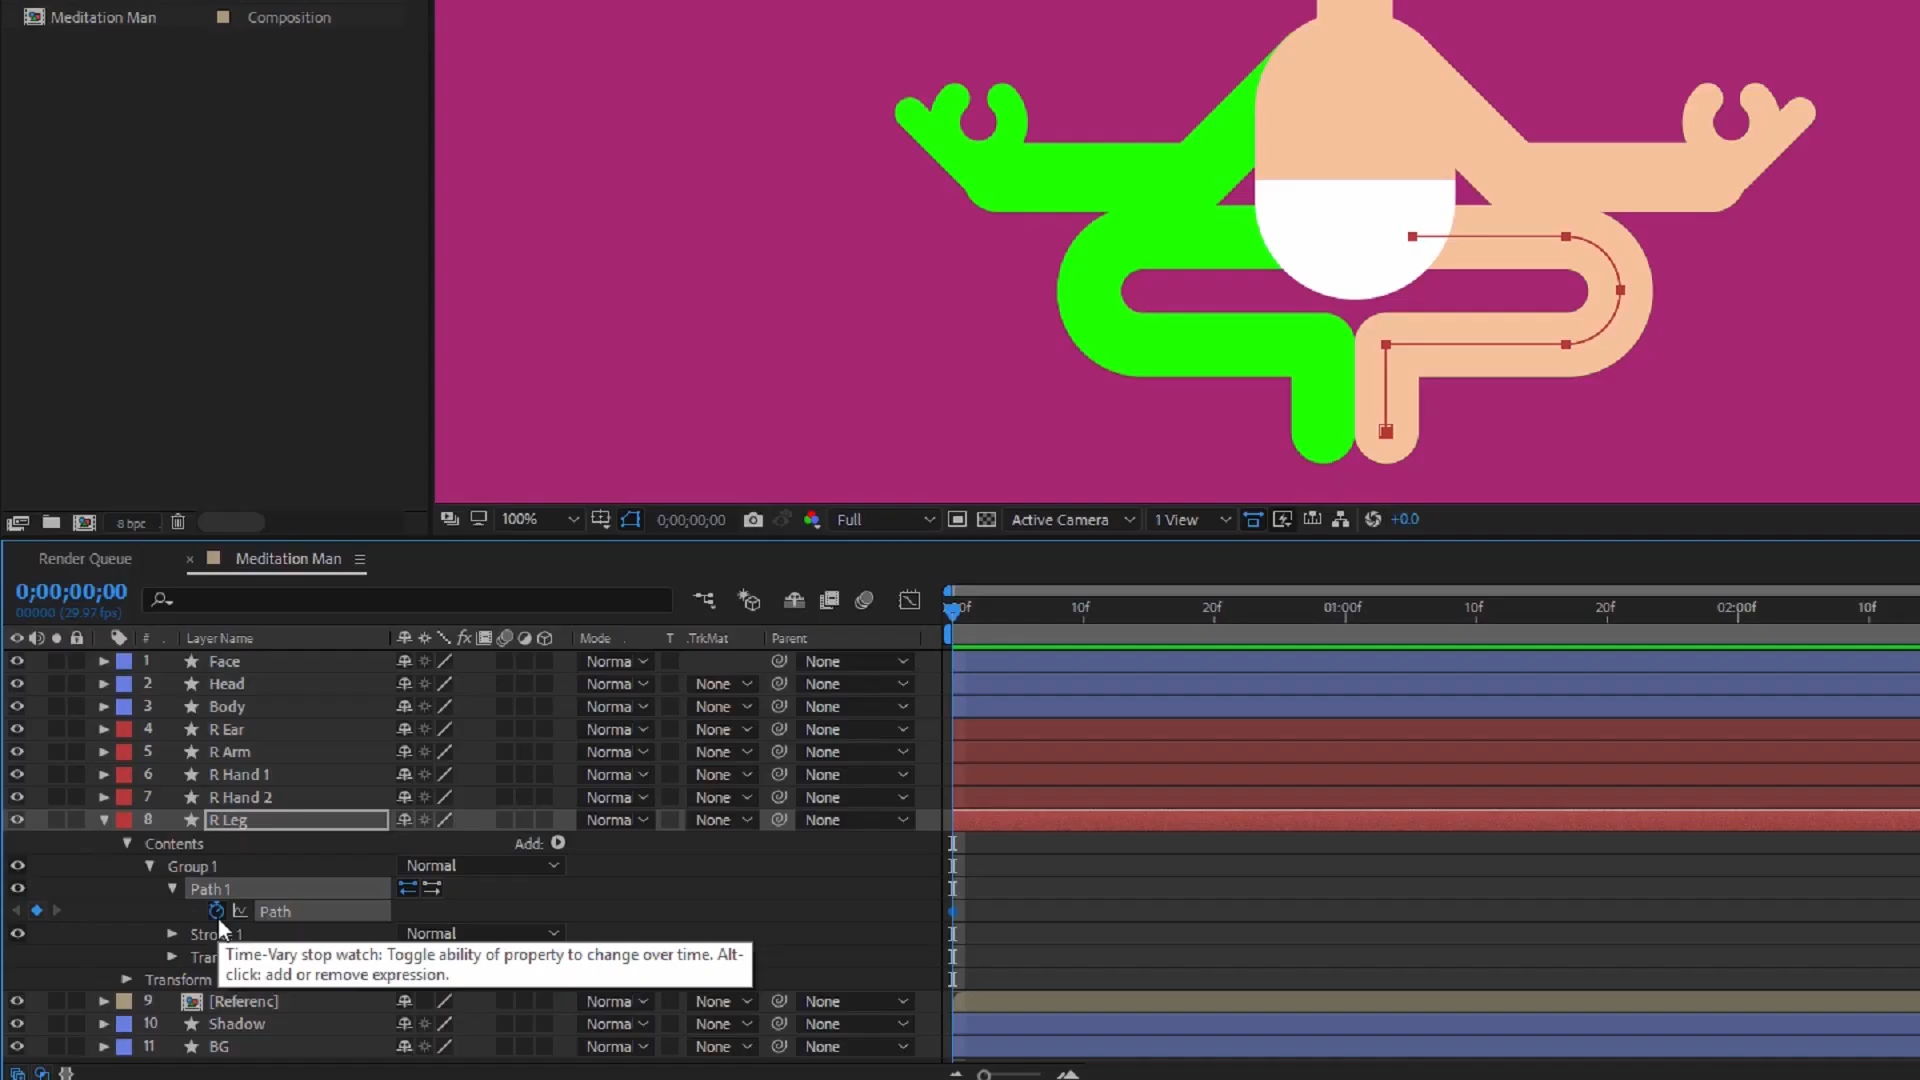 Meditation Man Composition
8 bpc
100% 0;00;00;00 Full Active Camera 1 View +0.0
Render Queue × Meditation Man
0;00;00;00
00000 (29.97 fps)
10f 20f 01:00f 10f 20f 02:00f 10f
# Layer Name fx Mode T .TrkMat Parent
1 Face Norma None
2 Head Norma None None
3 Body Norma None None
4 R Ear Norma None None
5 R Arm Norma None None
6 R Hand 1 Norma None None
7 R Hand 2 Norma None None
8 R Leg Norma None None
Contents Add:
Group 1 Normal
Path 1
Path
Stro 1 Normal
Tra
Time-Vary stop watch: Toggle ability of property to change over time. Alt-
click: add or remove expression.
Transform
9 [Referenc] Norma None None
10 Shadow Norma None None
11 BG Norma None None